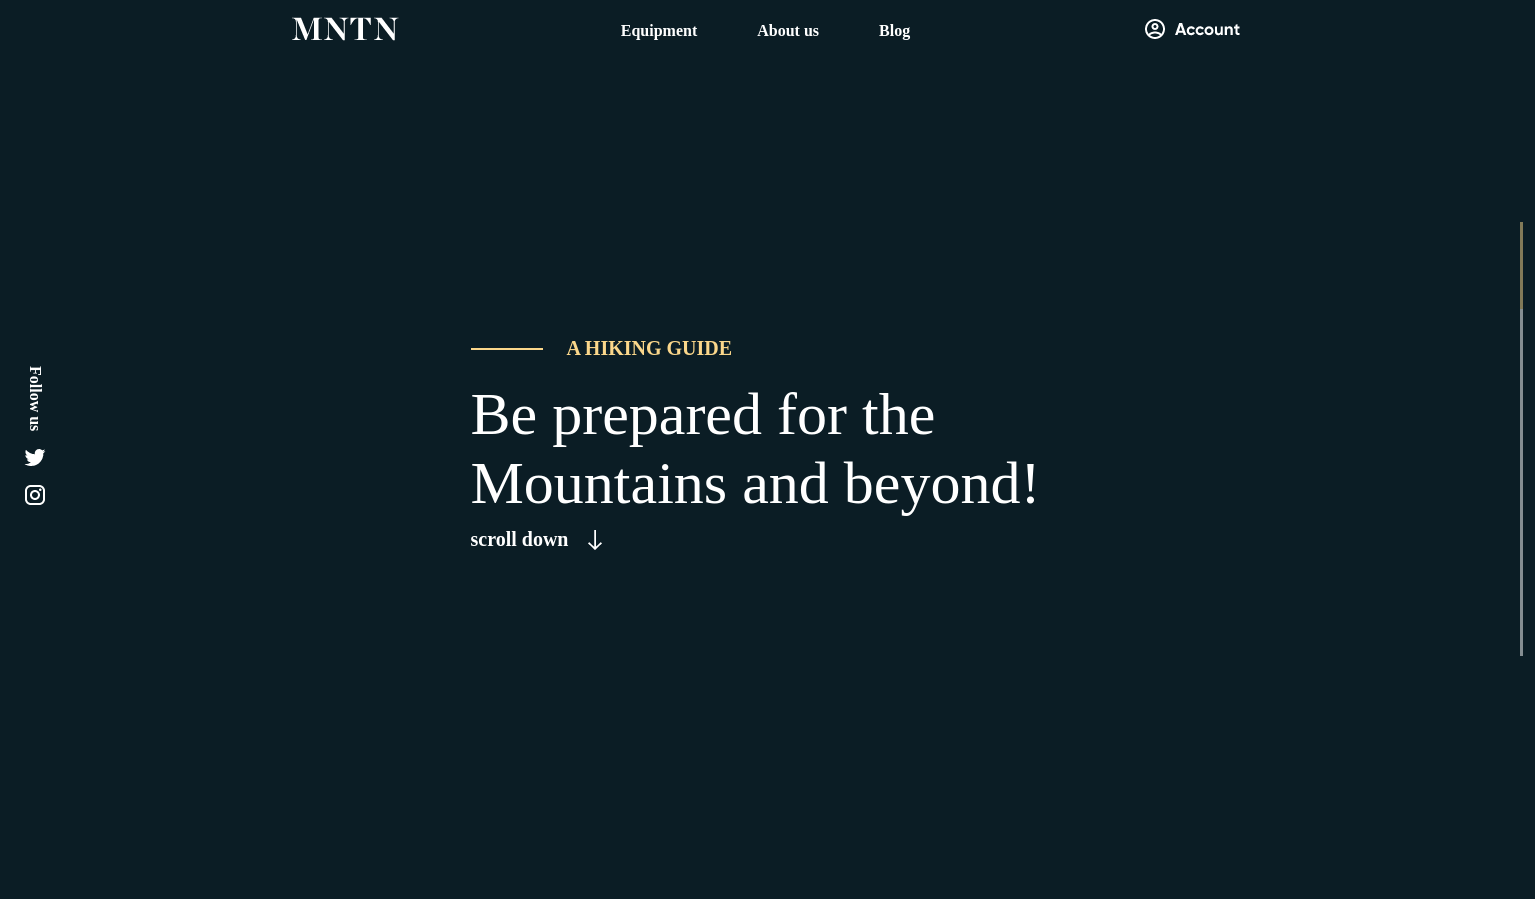 MNTN
Equipment
About us
Blog
Account
Follow us
A HIKING GUIDE
Be prepared for the
Mountains and beyond!
scroll down